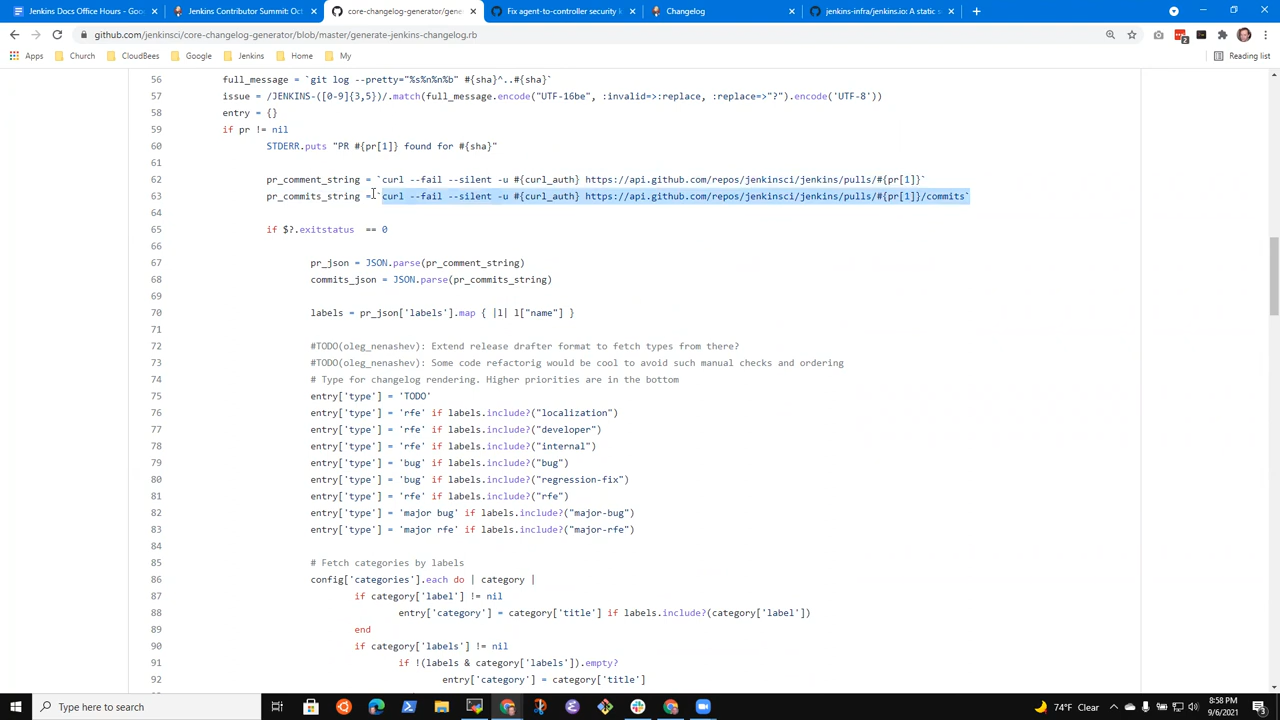 Jenkins Docs Office Hours - Goo
Jenkins Contributor Summit: Oct
core-changelog-generator/gene
Fix agent-to-controller security
Changelog
jenkins-infra/jenkins.io: A static s
github.com/jenkinsci/core-changelog-generator/blob/master/generate-jenkins-changelog.rb
Apps Church CloudBees Google Jenkins Home My Reading list
56 full_message = `git log --pretty="%s%n%n%b" #{sha}^..#{sha}`
57 issue = /JENKINS-([0-9]{3,5})/.match(full_message.encode("UTF-16be", :invalid=>:replace, :replace=>"?").encode('UTF-8'))
58 entry = {}
59 if pr != nil
60 STDERR.puts "PR #{pr[1]} found for #{sha}"
61
62 pr_comment_string = `curl --fail --silent -u #{curl_auth} https://api.github.com/repos/jenkinsci/jenkins/pulls/#{pr[1]}`
63 pr_commits_string = `curl --fail --silent -u #{curl_auth} https://api.github.com/repos/jenkinsci/jenkins/pulls/#{pr[1]}/commits`
64
65 if $?.exitstatus == 0
66
67 pr_json = JSON.parse(pr_comment_string)
68 commits_json = JSON.parse(pr_commits_string)
69
70 labels = pr_json['labels'].map { |l| l["name"] }
71
72 #TODO(oleg_nenashev): Extend release drafter format to fetch types from there?
73 #TODO(oleg_nenashev): Some code refactorig would be cool to avoid such manual checks and ordering
74 # Type for changelog rendering. Higher priorities are in the bottom
75 entry['type'] = 'TODO'
76 entry['type'] = 'rfe' if labels.include?("localization")
77 entry['type'] = 'rfe' if labels.include?("developer")
78 entry['type'] = 'rfe' if labels.include?("internal")
79 entry['type'] = 'bug' if labels.include?("bug")
80 entry['type'] = 'bug' if labels.include?("regression-fix")
81 entry['type'] = 'rfe' if labels.include?("rfe")
82 entry['type'] = 'major bug' if labels.include?("major-bug")
83 entry['type'] = 'major rfe' if labels.include?("major-rfe")
84
85 # Fetch categories by labels
86 config['categories'].each do | category |
87 if category['label'] != nil
88 entry['category'] = category['title'] if labels.include?(category['label'])
89 end
90 if category['labels'] != nil
91 if !(labels & category['labels']).empty?
92 entry['category'] = category['title']
Type here to search
74°F Clear
8:58 PM
9/6/2021